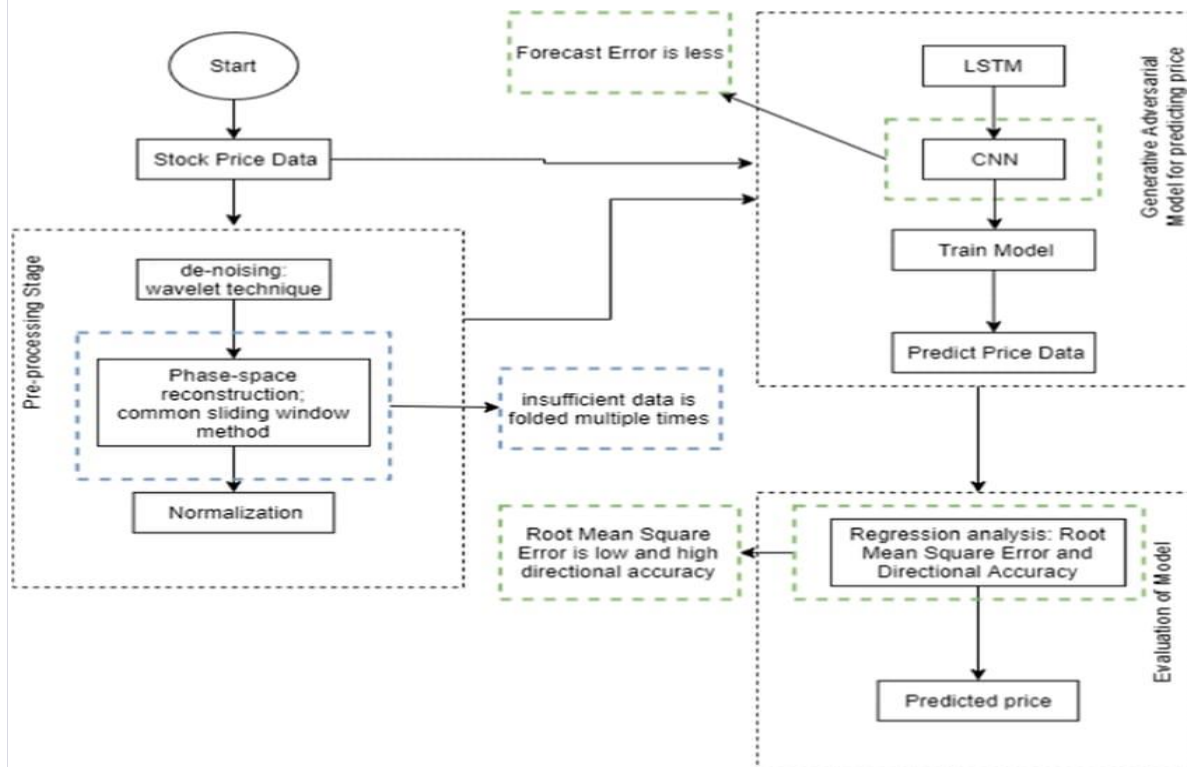 Start
Stock Price Data
Pre-processing Stage
de-noising:
wavelet technique
Phase-space
reconstruction;
common sliding window
method
Normalization
insufficient data is
folded multiple times
Forecast Error is less
Generative Adversarial
Model for predicting price
LSTM
CNN
Train Model
Predict Price Data
Evaluation of Model
Regression analysis: Root
Mean Square Error and
Directional Accuracy
Root Mean Square
Error is low and high
directional accuracy
Predicted price